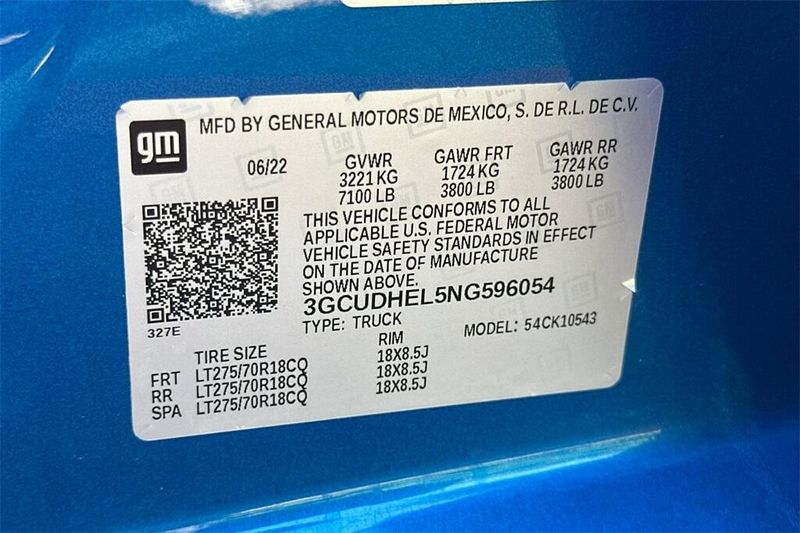 gm
MFD BY GENERAL MOTORS DE MEXICO, S. DE R.L. DE C.V.
06/22 GVWR GAWR FRT GAWR RR
3221 KG 1724 KG 1724 KG
7100 LB 3800 LB 3800 LB
THIS VEHICLE CONFORMS TO ALL
APPLICABLE U.S. FEDERAL MOTOR
VEHICLE SAFETY STANDARDS IN EFFECT
ON THE DATE OF MANUFACTURE
SHOWN ABOVE.
3GCUDHEL5NG596054
327E
TYPE: TRUCK MODEL: 54CK10543
TIRE SIZE RIM
FRT LT275/70R18CQ 18X8.5J
RR LT275/70R18CQ 18X8.5J
SPA LT275/70R18CQ 18X8.5J